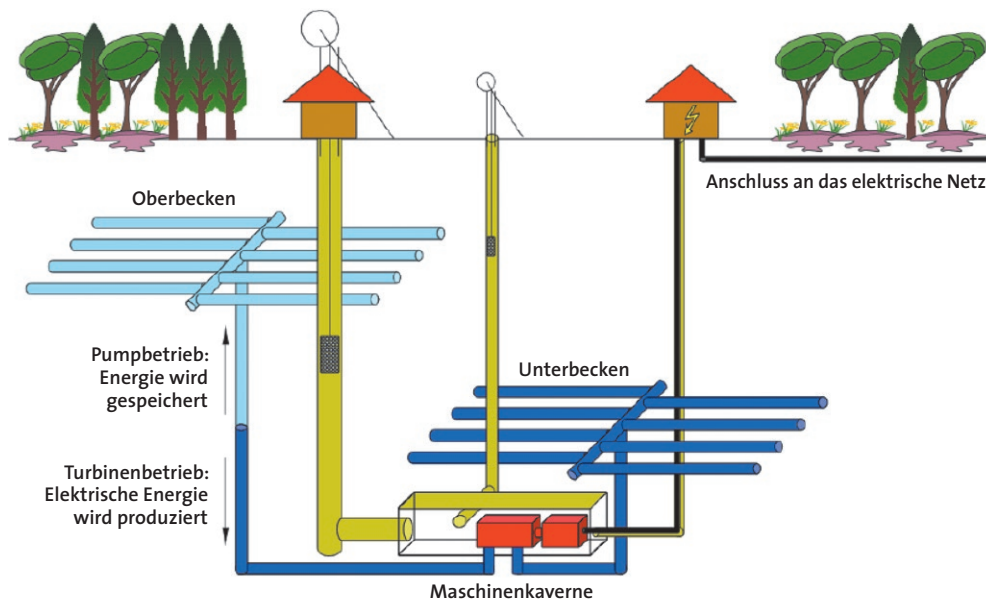 Anschluss an das elektrische Netz
Oberbecken
Pumpbetrieb:
Energie wird
gespeichert
Unterbecken
Turbinenbetrieb:
Elektrische Energie
wird produziert
Maschinenkaverne